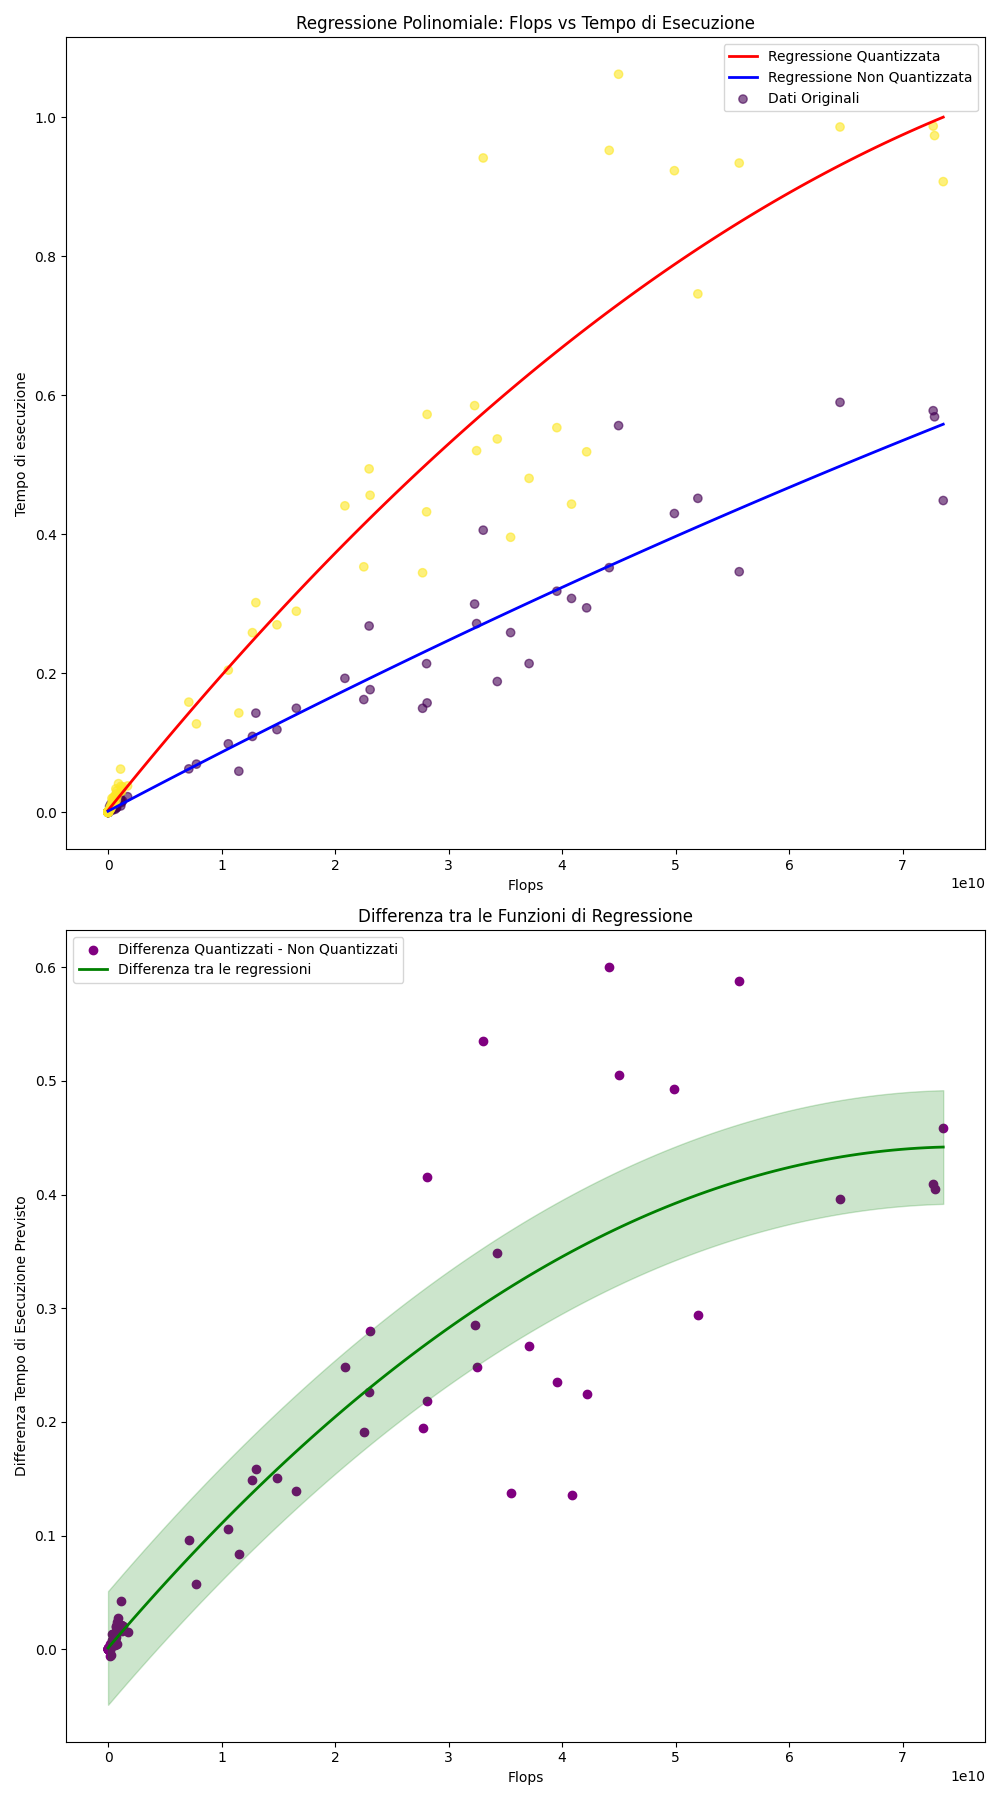 Regressione Polinomiale: Flops vs Tempo di Esecuzione
Regressione Quantizzata
Regressione Non Quantizzata
Dati Originali
Tempo di esecuzione
1.0
0.8
0.6
0.4
0.2
0.0
0 1 2 3 4 5 6 7
1e10
Flops
Differenza tra le Funzioni di Regressione
Differenza Quantizzati - Non Quantizzati
Differenza tra le regressioni
Differenza Tempo di Esecuzione Previsto
0.6
0.5
0.4
0.3
0.2
0.1
0.0
0 1 2 3 4 5 6 7
1e10
Flops